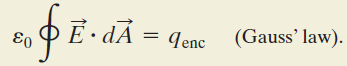 ε₀ ∮ E⃗ · dA⃗ = q_enc (Gauss’ law).